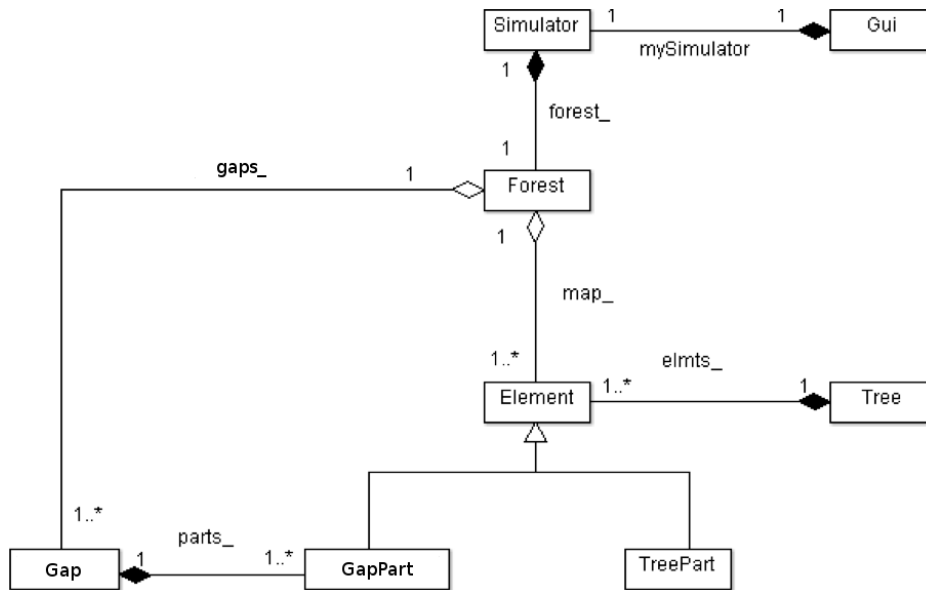 Simulator
1
1
Gui
mySimulator
1
forest_
1
gaps_
1
Forest
1
map_
1..*
elmts_
Element
1..*
1
Tree
1..*
parts_
Gap
1
1..*
GapPart
TreePart